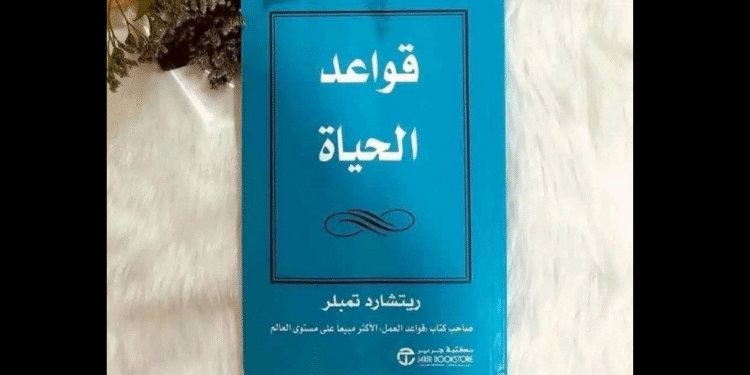 قواعد
الحياة
ريتشارد تمبلر
صاحب كتاب «قواعد العمل» الأكثر مبيعا على مستوى العالم
مكتبة جرير
JARIR BOOKSTORE